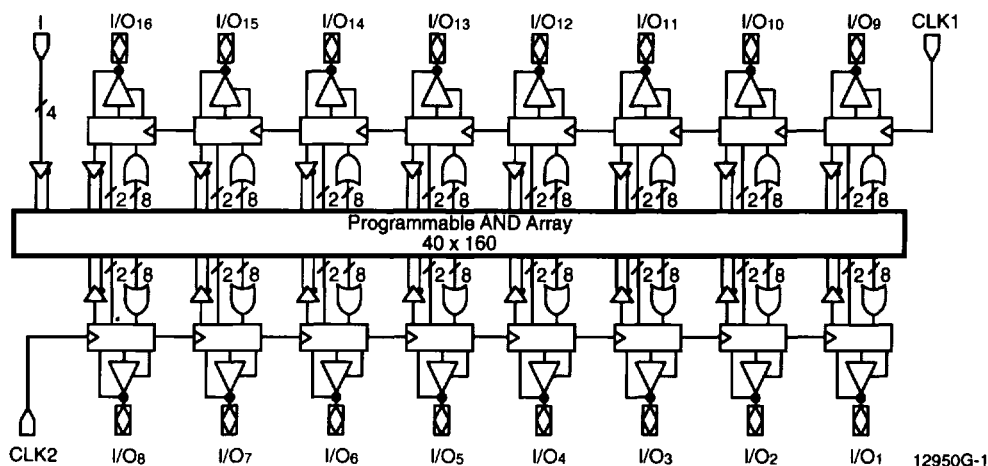 I I/O16 I/O15 I/O14 I/O13 I/O12 I/O11 I/O10 I/O9 CLK1
4
2 8 2 8 2 8 2 8 2 8 2 8 2 8 2 8
Programmable AND Array
40 x 160
2 8 2 8 2 8 2 8 2 8 2 8 2 8 2 8
CLK2 I/O8 I/O7 I/O6 I/O5 I/O4 I/O3 I/O2 I/O1 12950G-1